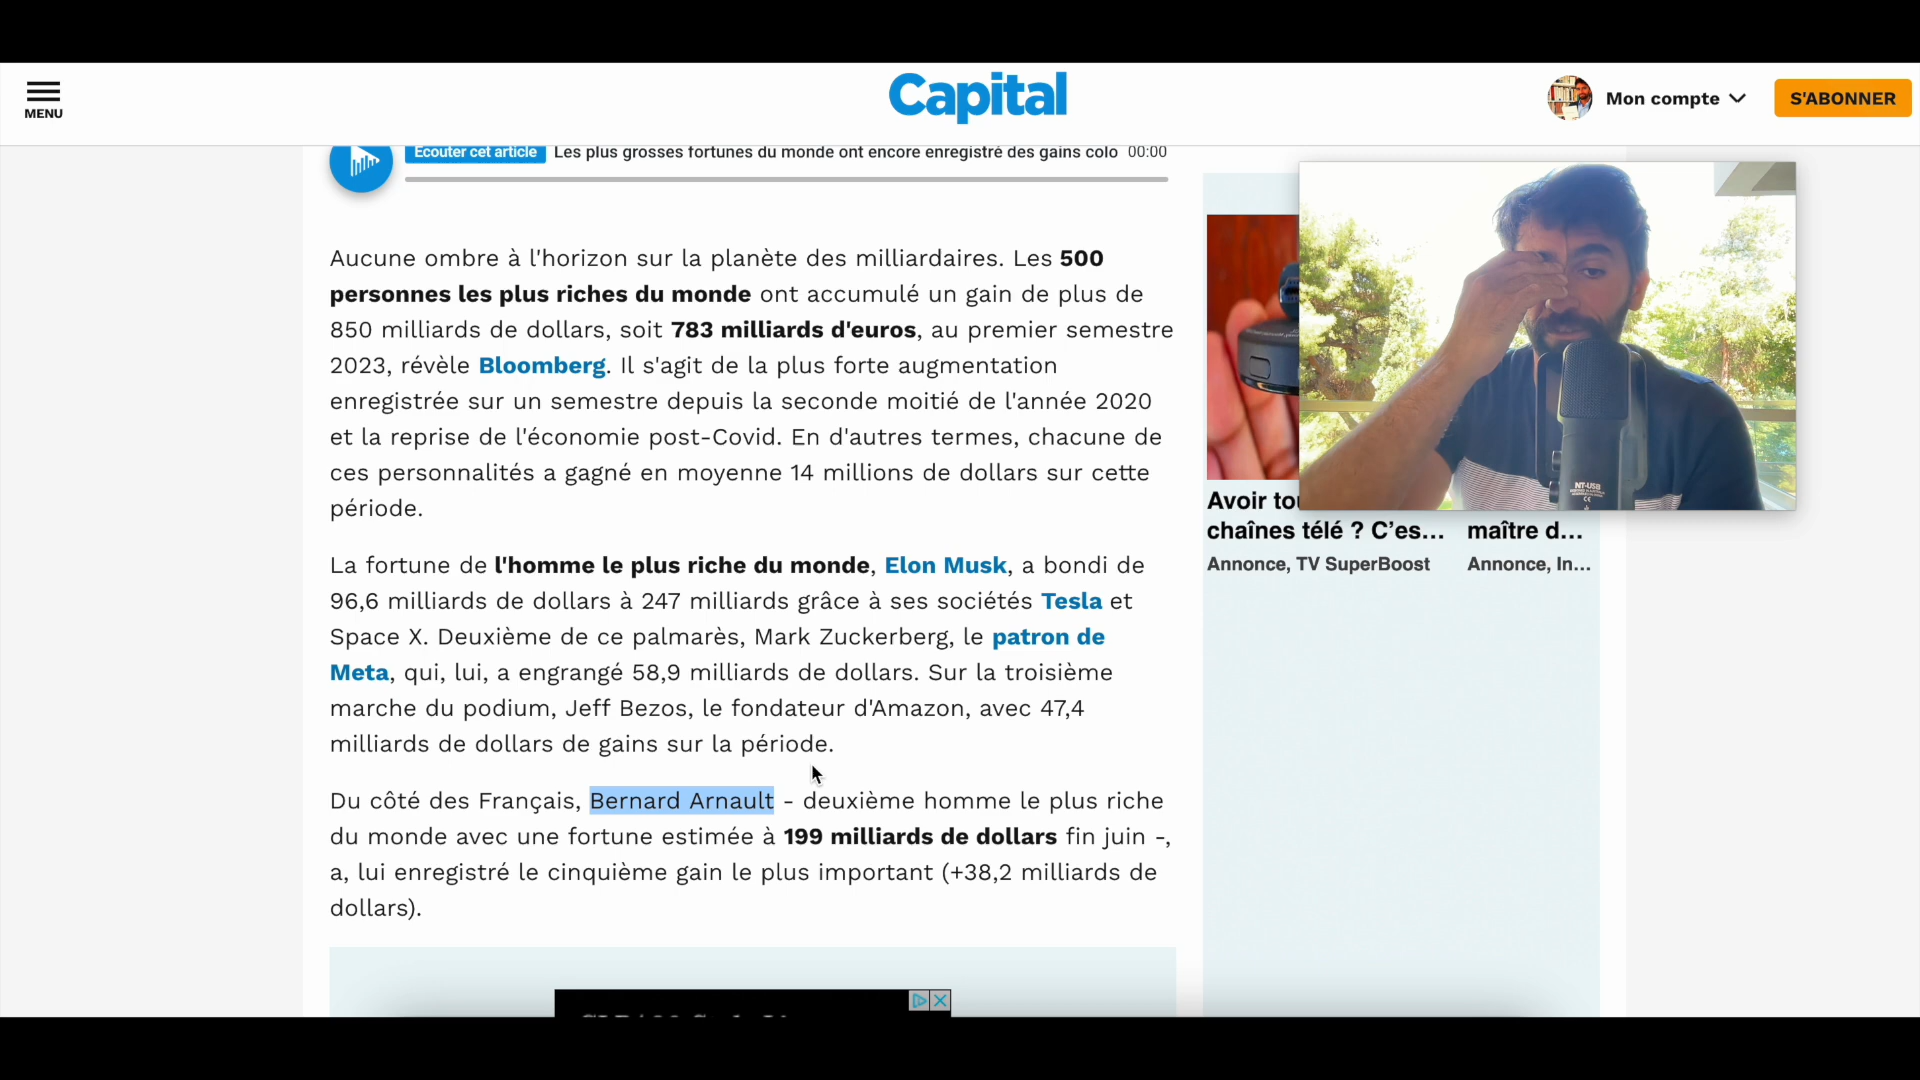 MENU
Capital
Mon compte
S'ABONNER
Ecouter cet article Les plus grosses fortunes du monde ont encore enregistré des gains colo 00:00
Aucune ombre à l'horizon sur la planète des milliardaires. Les 500
personnes les plus riches du monde ont accumulé un gain de plus de
850 milliards de dollars, soit 783 milliards d'euros, au premier semestre
2023, révèle Bloomberg. Il s'agit de la plus forte augmentation
enregistrée sur un semestre depuis la seconde moitié de l'année 2020
et la reprise de l'économie post-Covid. En d'autres termes, chacune de
ces personnalités a gagné en moyenne 14 millions de dollars sur cette
période.
La fortune de l'homme le plus riche du monde, Elon Musk, a bondi de
96,6 milliards de dollars à 247 milliards grâce à ses sociétés Tesla et
Space X. Deuxième de ce palmarès, Mark Zuckerberg, le patron de
Meta, qui, lui, a engrangé 58,9 milliards de dollars. Sur la troisième
marche du podium, Jeff Bezos, le fondateur d'Amazon, avec 47,4
milliards de dollars de gains sur la période.
Du côté des Français, Bernard Arnault - deuxième homme le plus riche
du monde avec une fortune estimée à 199 milliards de dollars fin juin -,
a, lui enregistré le cinquième gain le plus important (+38,2 milliards de
dollars).
Avoir tou
chaînes télé ? C'es...
Annonce, TV SuperBoost
maître d...
Annonce, In...
NT-USB